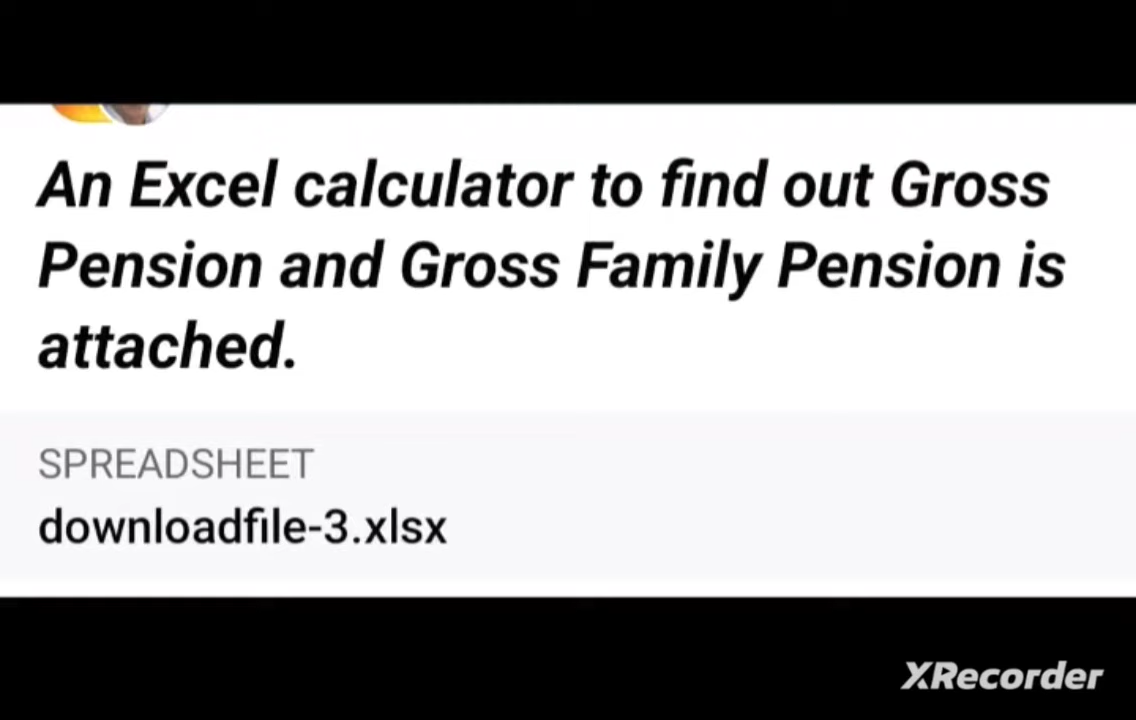 An Excel calculator to find out Gross
Pension and Gross Family Pension is
attached.
SPREADSHEET
downloadfile-3.xlsx
XRecorder